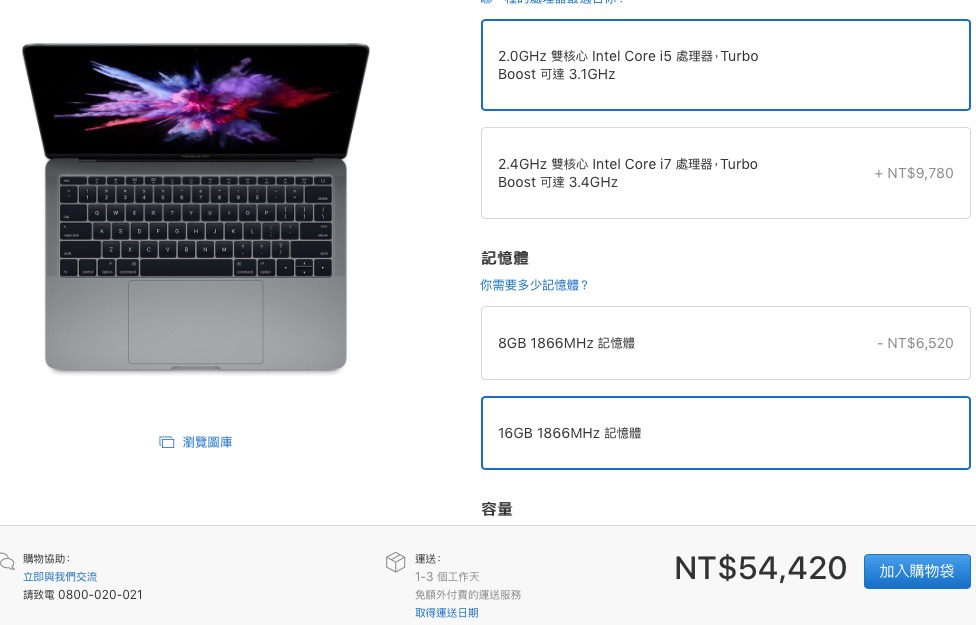 2.0GHz 雙核心 Intel Core i5 處理器，Turbo
Boost 可達 3.1GHz
2.4GHz 雙核心 Intel Core i7 處理器，Turbo
Boost 可達 3.4GHz
+ NT$9,780
記憶體
你需要多少記憶體？
8GB 1866MHz 記憶體
- NT$6,520
16GB 1866MHz 記憶體
瀏覽圖庫
容量
購物協助：
立即與我們交流
請致電 0800-020-021
運送：
1-3 個工作天
免額外付費的運送服務
取得運送日期
NT$54,420
加入購物袋